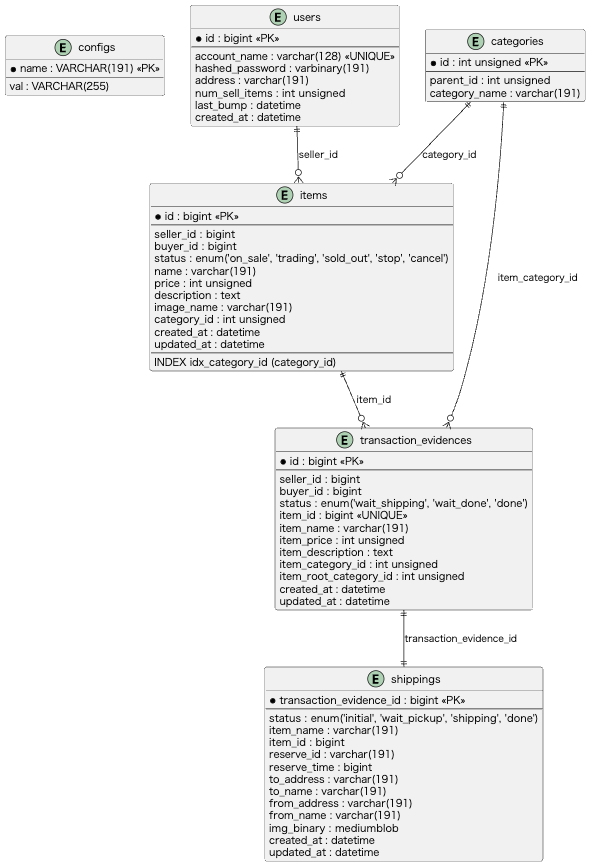 E configs
name : VARCHAR(191) «PK»
val : VARCHAR(255)
E users
id : bigint «PK»
account_name : varchar(128) «UNIQUE»
hashed_password : varbinary(191)
address : varchar(191)
num_sell_items : int unsigned
last_bump : datetime
created_at : datetime
E categories
id : int unsigned «PK»
parent_id : int unsigned
category_name : varchar(191)
seller_id
category_id
item_category_id
E items
id : bigint «PK»
seller_id : bigint
buyer_id : bigint
status : enum('on_sale', 'trading', 'sold_out', 'stop', 'cancel')
name : varchar(191)
price : int unsigned
description : text
image_name : varchar(191)
category_id : int unsigned
created_at : datetime
updated_at : datetime
INDEX idx_category_id (category_id)
item_id
E transaction_evidences
id : bigint «PK»
seller_id : bigint
buyer_id : bigint
status : enum('wait_shipping', 'wait_done', 'done')
item_id : bigint «UNIQUE»
item_name : varchar(191)
item_price : int unsigned
item_description : text
item_category_id : int unsigned
item_root_category_id : int unsigned
created_at : datetime
updated_at : datetime
transaction_evidence_id
E shippings
transaction_evidence_id : bigint «PK»
status : enum('initial', 'wait_pickup', 'shipping', 'done')
item_name : varchar(191)
item_id : bigint
reserve_id : varchar(191)
reserve_time : bigint
to_address : varchar(191)
to_name : varchar(191)
from_address : varchar(191)
from_name : varchar(191)
img_binary : mediumblob
created_at : datetime
updated_at : datetime